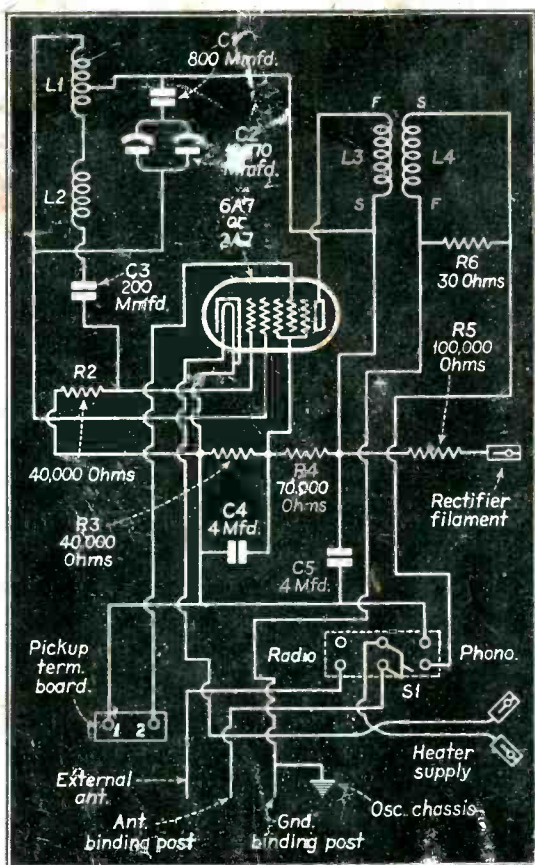 C1
800 Mmfd.
L1
C2
Mmfd.
6A7
or
2A7
L2
F
S
L3
L4
S
F
C3
200
Mmfd.
R6
30 Ohms
R5
100,000
Ohms
R2
40,000 Ohms
R4
70,000
Ohms
Rectifier
filament
R3
40,000
Ohms
C4
4 Mfd.
C5
4 Mfd.
Pickup
term.
board.
Radio
Phono.
S1
1
2
Heater
supply
External
ant.
Ant.
binding post
Gnd.
binding post
Osc. chassis